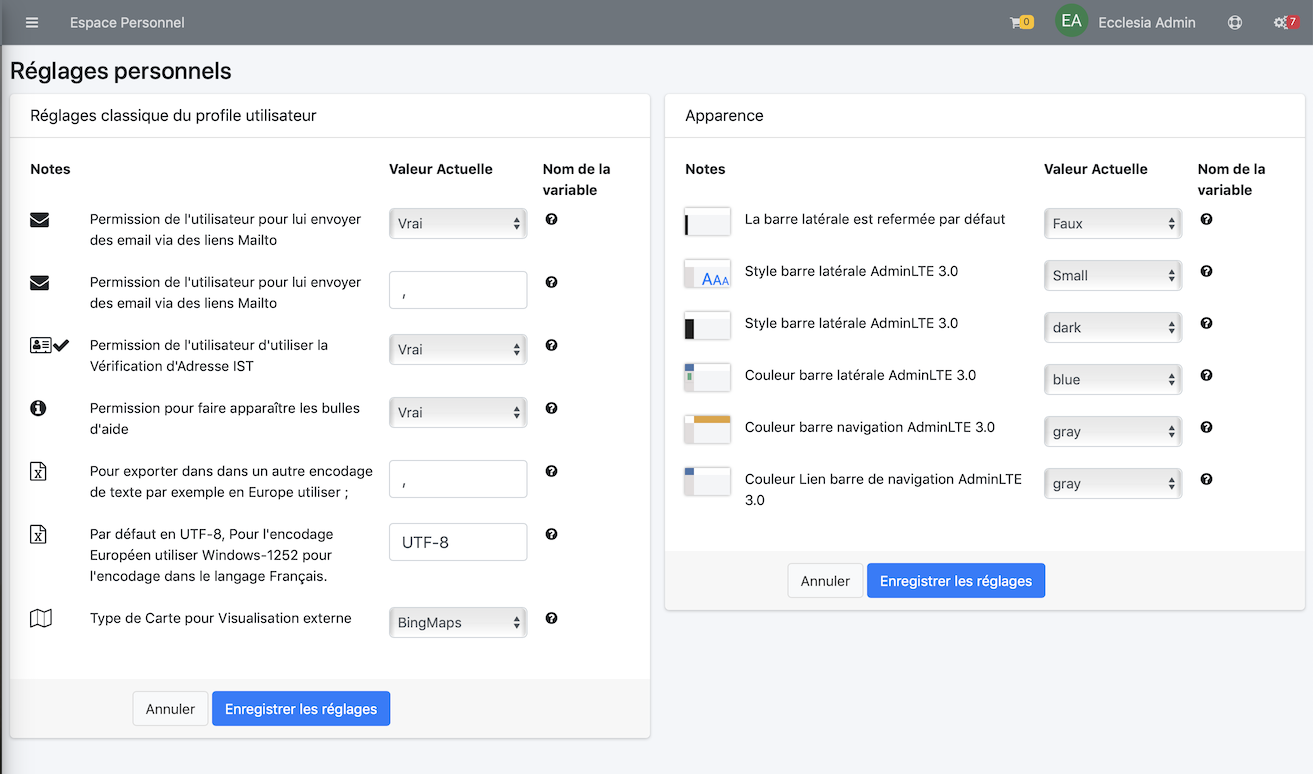 Espace Personnel
0
EA
Ecclesia Admin
7
Réglages personnels
Réglages classique du profile utilisateur
Notes
Valeur Actuelle
Nom de la
variable
Permission de l'utilisateur pour lui envoyer
des email via des liens Mailto
Vrai
Permission de l'utilisateur pour lui envoyer
des email via des liens Mailto
,
Permission de l'utilisateur d'utiliser la
Vérification d'Adresse IST
Vrai
Permission pour faire apparaître les bulles
d'aide
Vrai
Pour exporter dans dans un autre encodage
de texte par exemple en Europe utiliser ;
,
Par défaut en UTF-8, Pour l'encodage
Européen utiliser Windows-1252 pour
l'encodage dans le langage Français.
UTF-8
Type de Carte pour Visualisation externe
BingMaps
Annuler
Enregistrer les réglages
Apparence
Notes
Valeur Actuelle
Nom de la
variable
La barre latérale est refermée par défaut
Faux
AAA
Style barre latérale AdminLTE 3.0
Small
Style barre latérale AdminLTE 3.0
dark
Couleur barre latérale AdminLTE 3.0
blue
Couleur barre navigation AdminLTE 3.0
gray
Couleur Lien barre de navigation AdminLTE
3.0
gray
Annuler
Enregistrer les réglages